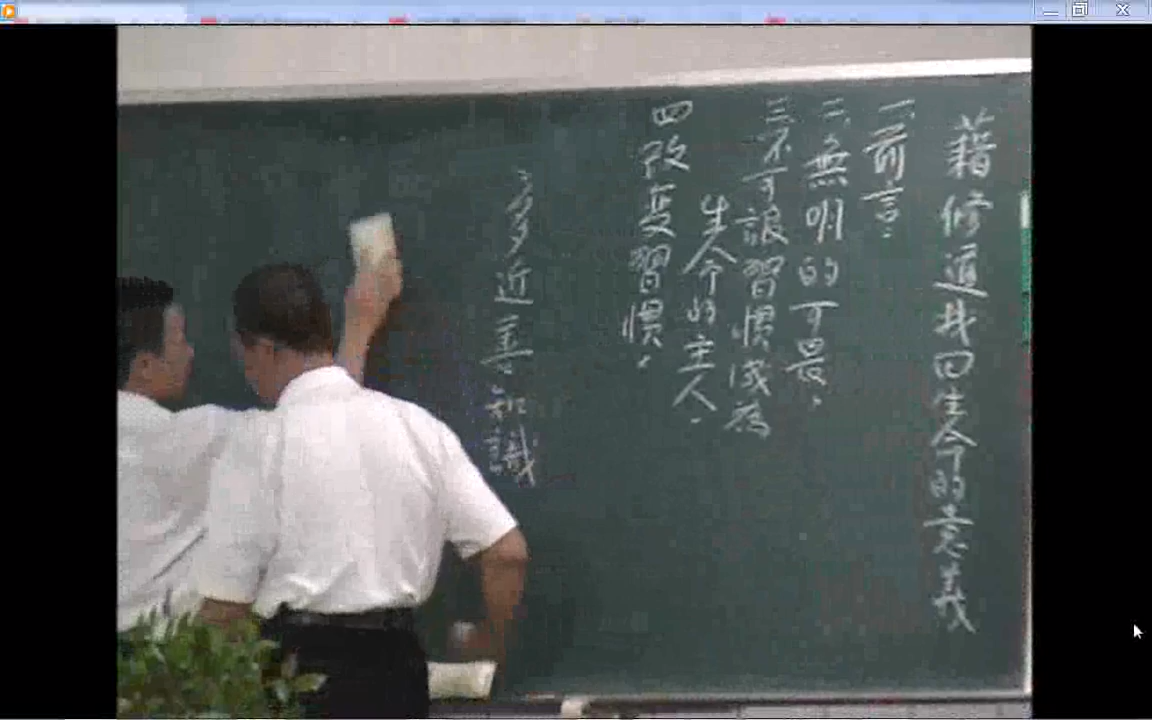 藉修道找回生命的意義
一、前言：
二、無明的可畏。
三、不可讓習慣成為
生命的主人。
四改变習慣。
多近善知識